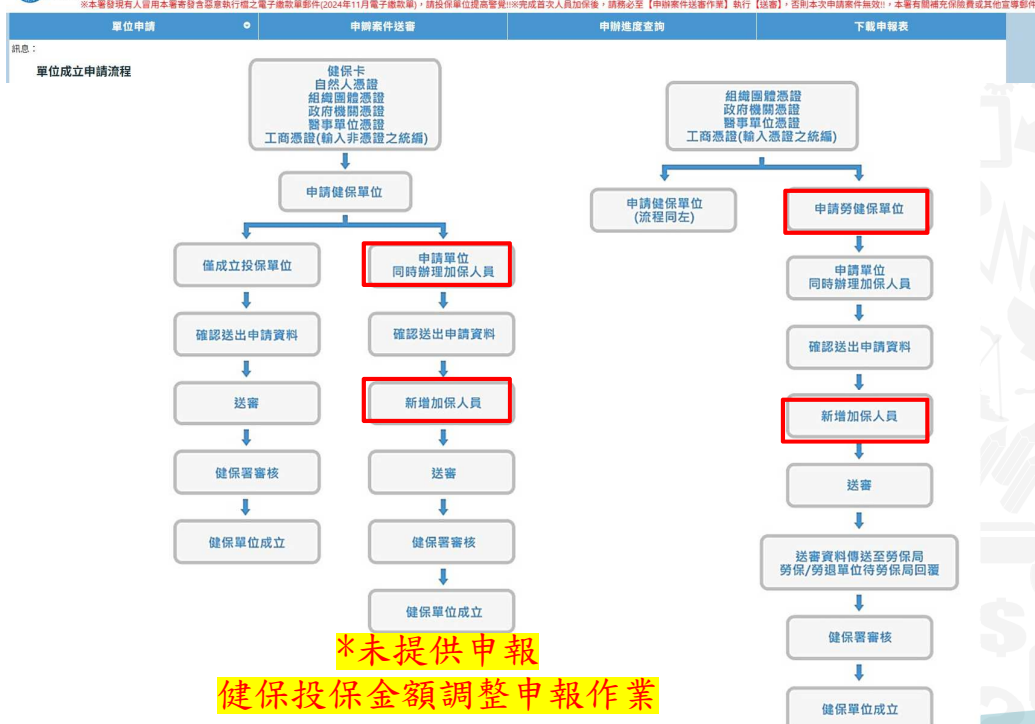 ※本署發現有人冒用本署寄發含惡意執行檔之電子繳款單郵件(2024年11月電子繳款單)，請投保單位提高警覺!!※完成首次人員加保後，請務必至【申辦案件送審作業】執行【送審】，否則本次申請案件無效!!，本署有關補充保險費或其他宣導郵件
單位申請
申辦案件送審
申辦進度查詢
下載申報表
訊息：
單位成立申請流程
健保卡
自然人憑證
組織團體憑證
政府機關憑證
醫事單位憑證
工商憑證(輸入非憑證之統編)
申請健保單位
僅成立投保單位
確認送出申請資料
送審
健保署審核
健保單位成立
申請單位
同時辦理加保人員
確認送出申請資料
新增加保人員
送審
健保署審核
健保單位成立
組織團體憑證
政府機關憑證
醫事單位憑證
工商憑證(輸入憑證之統編)
申請健保單位
(流程同左)
申請勞健保單位
申請單位
同時辦理加保人員
確認送出申請資料
新增加保人員
送審
送審資料傳送至勞保局
勞保/勞退單位待勞保局回覆
健保署審核
健保單位成立
*未提供申報
健保投保金額調整申報作業